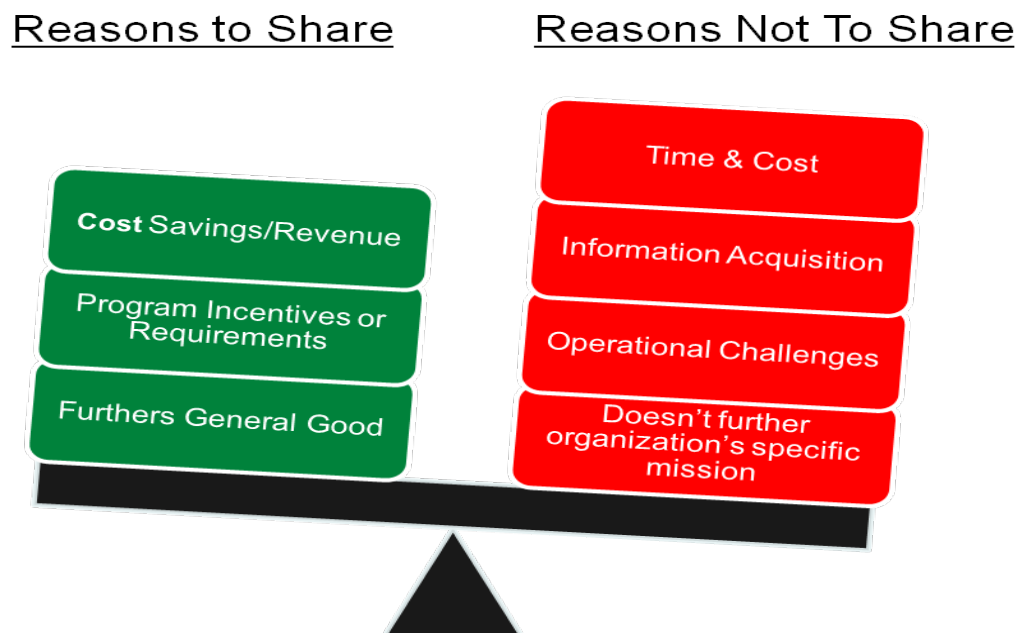 Reasons to Share
Reasons Not To Share
Cost Savings/Revenue
Program Incentives or
Requirements
Furthers General Good
Time & Cost
Information Acquisition
Operational Challenges
Doesn’t further
organization’s specific
mission